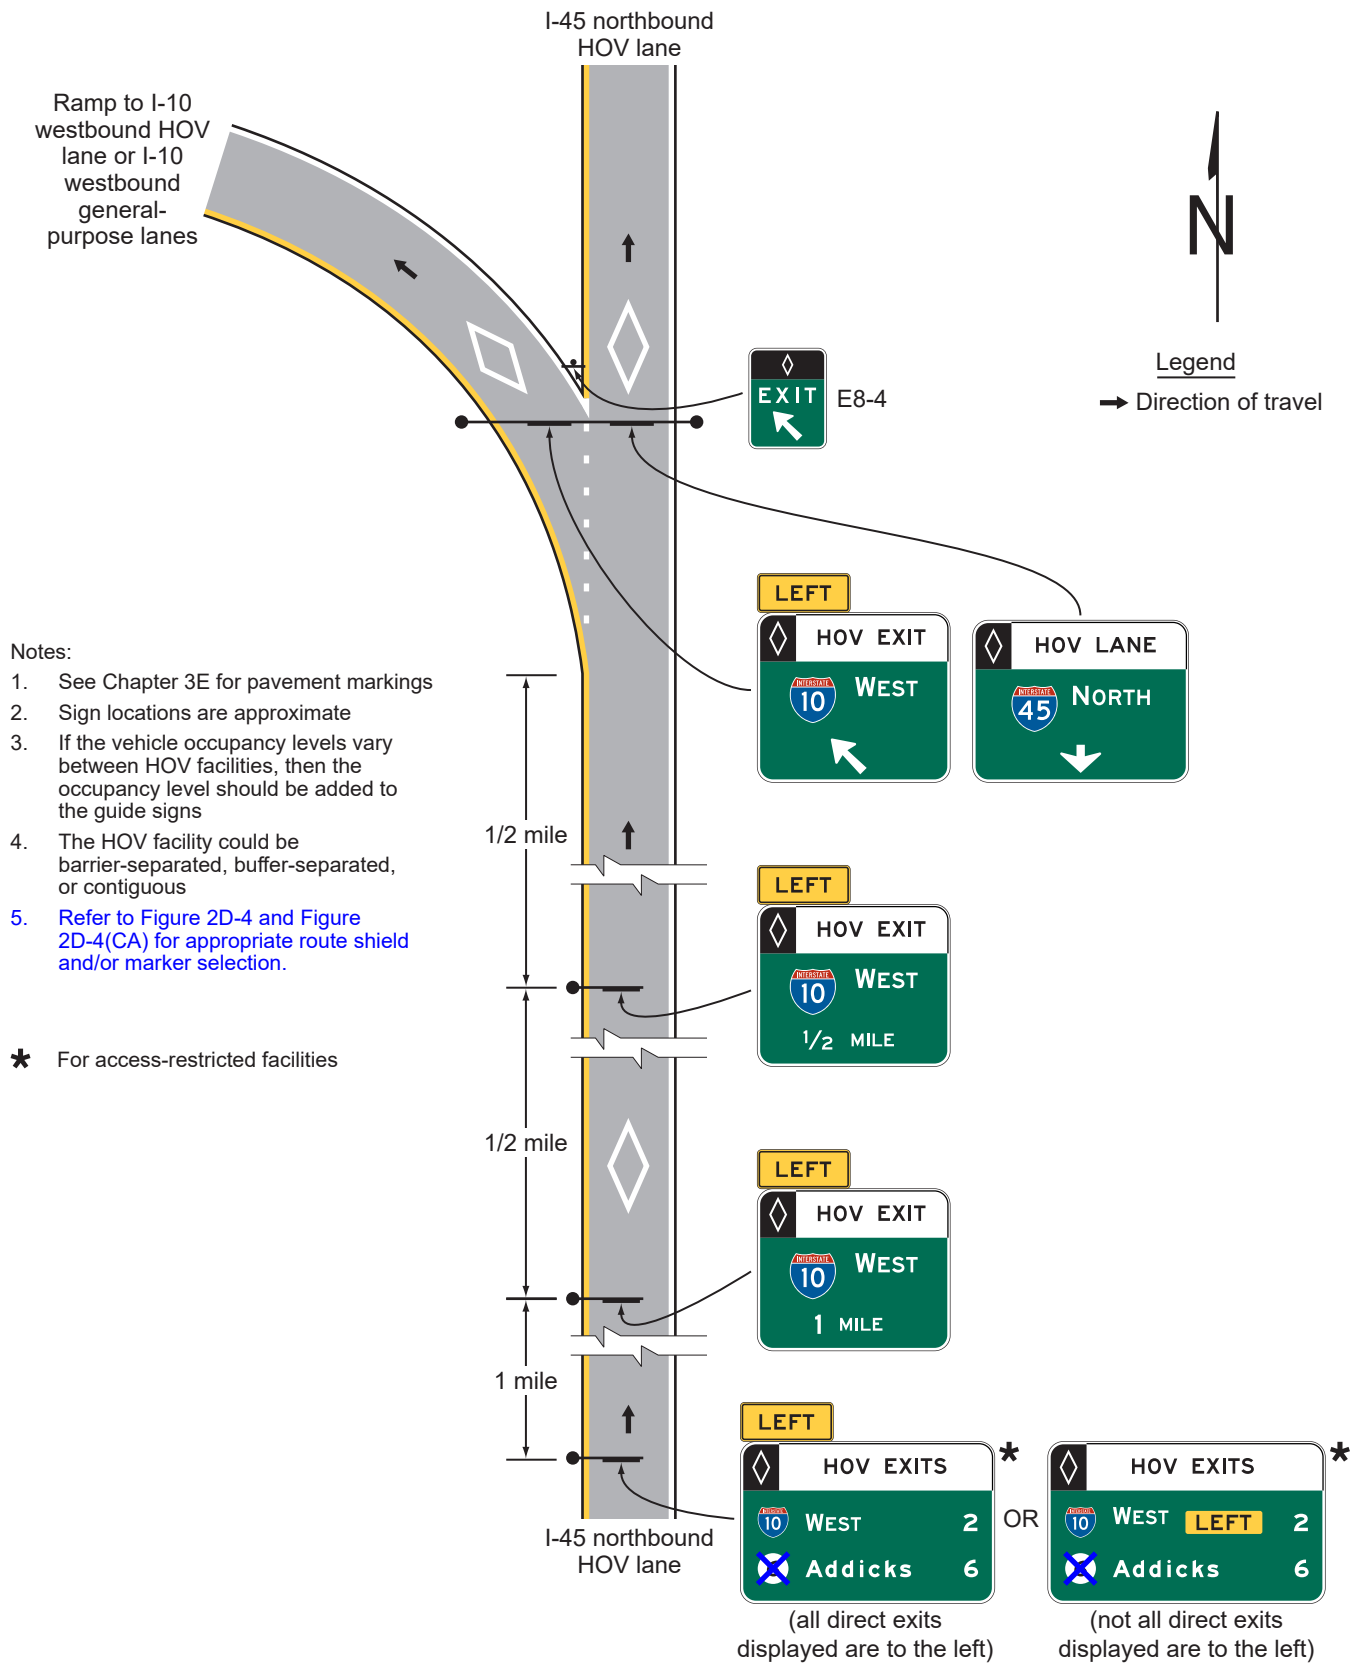 I-45 northbound
HOV lane
Ramp to I-10
westbound HOV
lane or I-10
westbound
general-
purpose lanes
N
Legend
Direction of travel
EXIT
E8-4
LEFT
HOV EXIT
INTERSTATE
10
WEST
HOV LANE
INTERSTATE
45
NORTH
Notes:
1. See Chapter 3E for pavement markings
2. Sign locations are approximate
3. If the vehicle occupancy levels vary
between HOV facilities, then the
occupancy level should be added to
the guide signs
4. The HOV facility could be
barrier-separated, buffer-separated,
or contiguous
5. Refer to Figure 2D-4 and Figure
2D-4(CA) for appropriate route shield
and/or marker selection.
* For access-restricted facilities
1/2 mile
LEFT
HOV EXIT
INTERSTATE
10
WEST
1/2 MILE
1/2 mile
LEFT
HOV EXIT
INTERSTATE
10
WEST
1 MILE
1 mile
LEFT
HOV EXITS *
INTERSTATE
10 WEST 2
Addicks 6
(all direct exits
displayed are to the left)
OR
HOV EXITS *
INTERSTATE
10 WEST LEFT 2
Addicks 6
(not all direct exits
displayed are to the left)
I-45 northbound
HOV lane